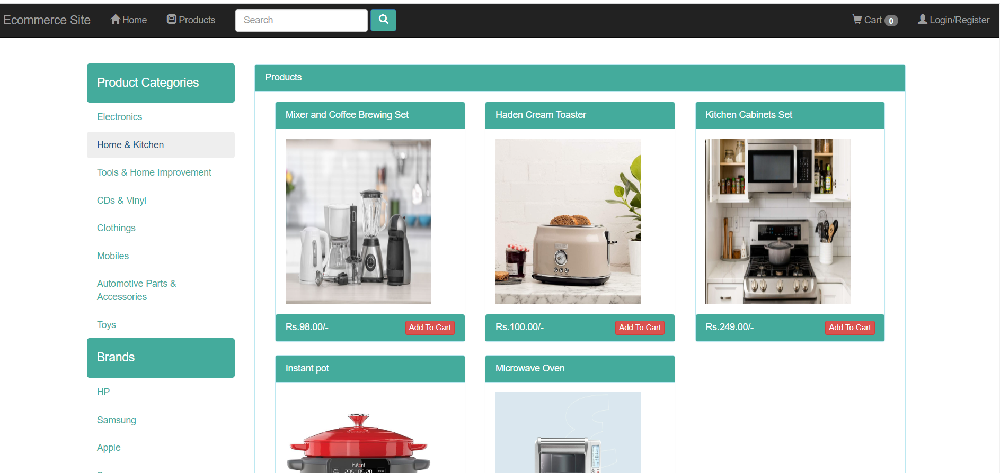 Ecommerce Site
Home
Products
Search
Cart 0
Login/Register
Product Categories
Electronics
Home & Kitchen
Tools & Home Improvement
CDs & Vinyl
Clothings
Mobiles
Automotive Parts &
Accessories
Toys
Brands
HP
Samsung
Apple
Products
Mixer and Coffee Brewing Set
Rs.98.00/-
Add To Cart
Haden Cream Toaster
Rs.100.00/-
Add To Cart
Kitchen Cabinets Set
Rs.249.00/-
Add To Cart
Instant pot
Instant
Microwave Oven